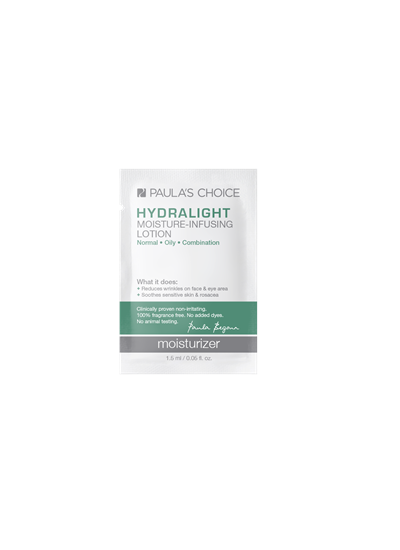 PAULA'S CHOICE
HYDRALIGHT
MOISTURE-INFUSING
LOTION
Normal • Oily • Combination
What it does:
• Reduces wrinkles on face & eye area
• Soothes sensitive skin & rosacea
Clinically proven non-irritating.
100% fragrance free. No added dyes.
No animal testing.
Paula Begoun
moisturizer
1.5 ml / 0.05 fl. oz.